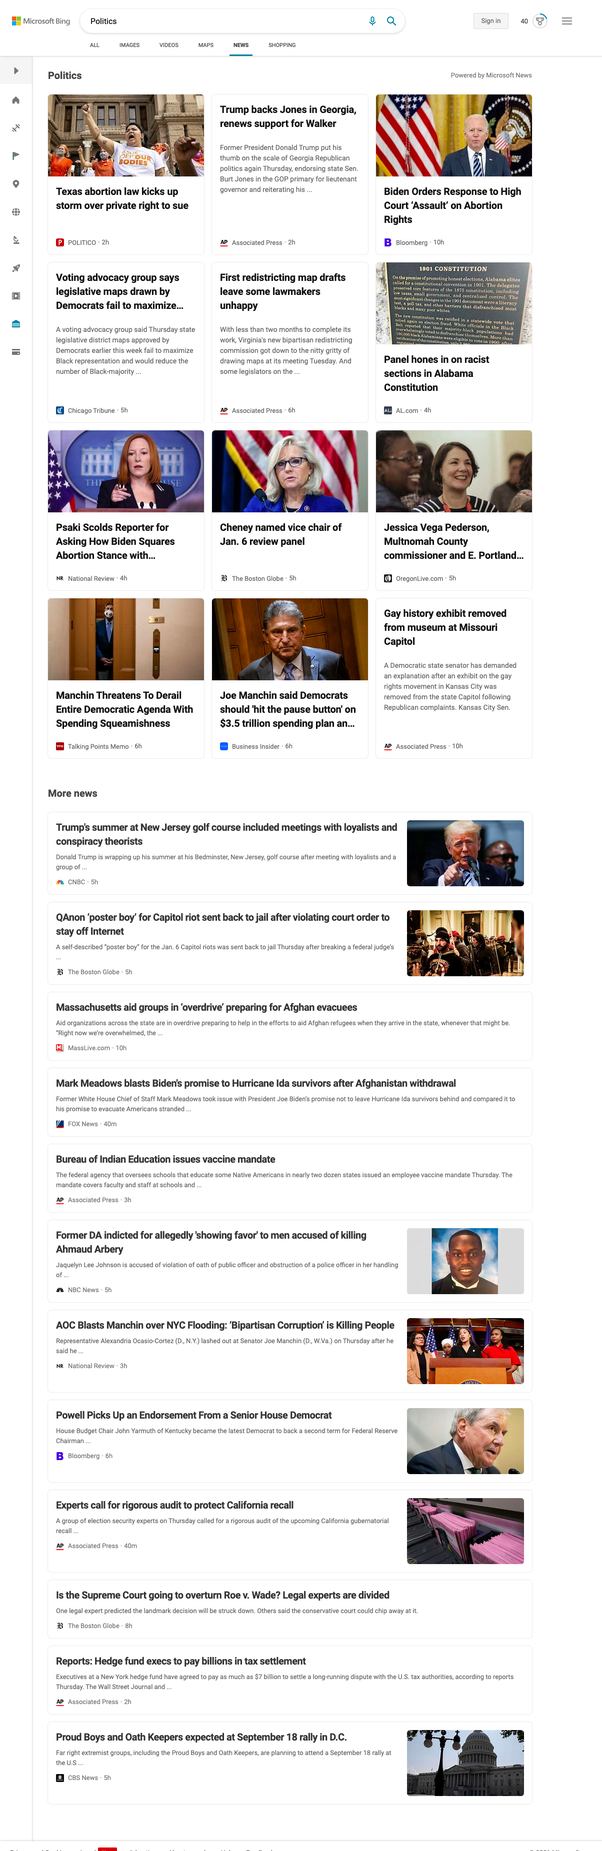 Microsoft Bing
Politics
Sign in
40
ALL
IMAGES
VIDEOS
MAPS
NEWS
SHOPPING
Politics
Powered by Microsoft News
Texas abortion law kicks up
storm over private right to sue
POLITICO · 2h
Trump backs Jones in Georgia,
renews support for Walker
Former President Donald Trump put his
thumb on the scale of Georgia Republican
politics again Thursday, endorsing state Sen.
Burt Jones in the GOP primary for lieutenant
governor and reiterating his ...
AP Associated Press · 2h
Biden Orders Response to High
Court ‘Assault’ on Abortion
Rights
B Bloomberg · 10h
Voting advocacy group says
legislative maps drawn by
Democrats fail to maximize...
A voting advocacy group said Thursday state
legislative district maps approved by
Democrats earlier this week fail to maximize
Black representation and would reduce the
number of Black-majority ...
Chicago Tribune · 5h
First redistricting map drafts
leave some lawmakers
unhappy
With less than two months to complete its
work, Virginia's new bipartisan redistricting
commission got down to the nitty gritty of
drawing maps at its meeting Tuesday. And
some legislators on the ...
AP Associated Press · 6h
1901 CONSTITUTION
Panel hones in on racist
sections in Alabama
Constitution
AL.com · 4h
Psaki Scolds Reporter for
Asking How Biden Squares
Abortion Stance with...
NR National Review · 4h
Cheney named vice chair of
Jan. 6 review panel
B The Boston Globe · 5h
Jessica Vega Pederson,
Multnomah County
commissioner and E. Portland...
OregonLive.com · 5h
Manchin Threatens To Derail
Entire Democratic Agenda With
Spending Squeamishness
Talking Points Memo · 6h
Joe Manchin said Democrats
should 'hit the pause button' on
$3.5 trillion spending plan an...
Business Insider · 6h
Gay history exhibit removed
from museum at Missouri
Capitol
A Democratic state senator has demanded
an explanation after an exhibit on the gay
rights movement in Kansas City was
removed from the state Capitol following
Republican complaints. Kansas City Sen.
AP Associated Press · 10h
More news
Trump's summer at New Jersey golf course included meetings with loyalists and
conspiracy theorists
Donald Trump is wrapping up his summer at his Bedminster, New Jersey, golf course after meeting with loyalists and a
group of ...
CNBC · 5h
QAnon ‘poster boy’ for Capitol riot sent back to jail after violating court order to
stay off Internet
A self-described “poster boy” for the Jan. 6 Capitol riots was sent back to jail Thursday after breaking a federal judge's
...
B The Boston Globe · 5h
Massachusetts aid groups in ‘overdrive’ preparing for Afghan evacuees
Aid organizations across the state are in overdrive preparing to help in the efforts to aid Afghan refugees when they arrive in the state, whenever that might be.
“Right now we're overwhelmed, the ...
MassLive.com · 10h
Mark Meadows blasts Biden's promise to Hurricane Ida survivors after Afghanistan withdrawal
Former White House Chief of Staff Mark Meadows took issue with President Joe Biden's promise not to leave Hurricane Ida survivors behind and compared it to
his promise to evacuate Americans stranded ...
FOX News · 40m
Bureau of Indian Education issues vaccine mandate
The federal agency that oversees schools that educate some Native Americans in nearly two dozen states issued an employee vaccine mandate Thursday. The
mandate covers faculty and staff at schools and ...
AP Associated Press · 3h
Former DA indicted for allegedly 'showing favor' to men accused of killing
Ahmaud Arbery
Jaquelyn Lee Johnson is accused of violation of oath of public officer and obstruction of a police officer in her handling
of ...
NBC News · 5h
AOC Blasts Manchin over NYC Flooding: ‘Bipartisan Corruption’ is Killing People
Representative Alexandria Ocasio-Cortez (D., N.Y.) lashed out at Senator Joe Manchin (D., W.Va.) on Thursday after he
said he ...
NR National Review · 3h
Powell Picks Up an Endorsement From a Senior House Democrat
House Budget Chair John Yarmuth of Kentucky became the latest Democrat to back a second term for Federal Reserve
Chairman ...
B Bloomberg · 6h
Experts call for rigorous audit to protect California recall
A group of election security experts on Thursday called for a rigorous audit of the upcoming California gubernatorial
recall ...
AP Associated Press · 40m
Is the Supreme Court going to overturn Roe v. Wade? Legal experts are divided
One legal expert predicted the landmark decision will be struck down. Others said the conservative court could chip away at it.
B The Boston Globe · 8h
Reports: Hedge fund execs to pay billions in tax settlement
Executives at a New York hedge fund have agreed to pay as much as $7 billion to settle a long-running dispute with the U.S. tax authorities, according to reports
Thursday. The Wall Street Journal and ...
AP Associated Press · 2h
Proud Boys and Oath Keepers expected at September 18 rally in D.C.
Far right extremist groups, including the Proud Boys and Oath Keepers, are planning to attend a September 18 rally at
the U.S ...
CBS News · 5h